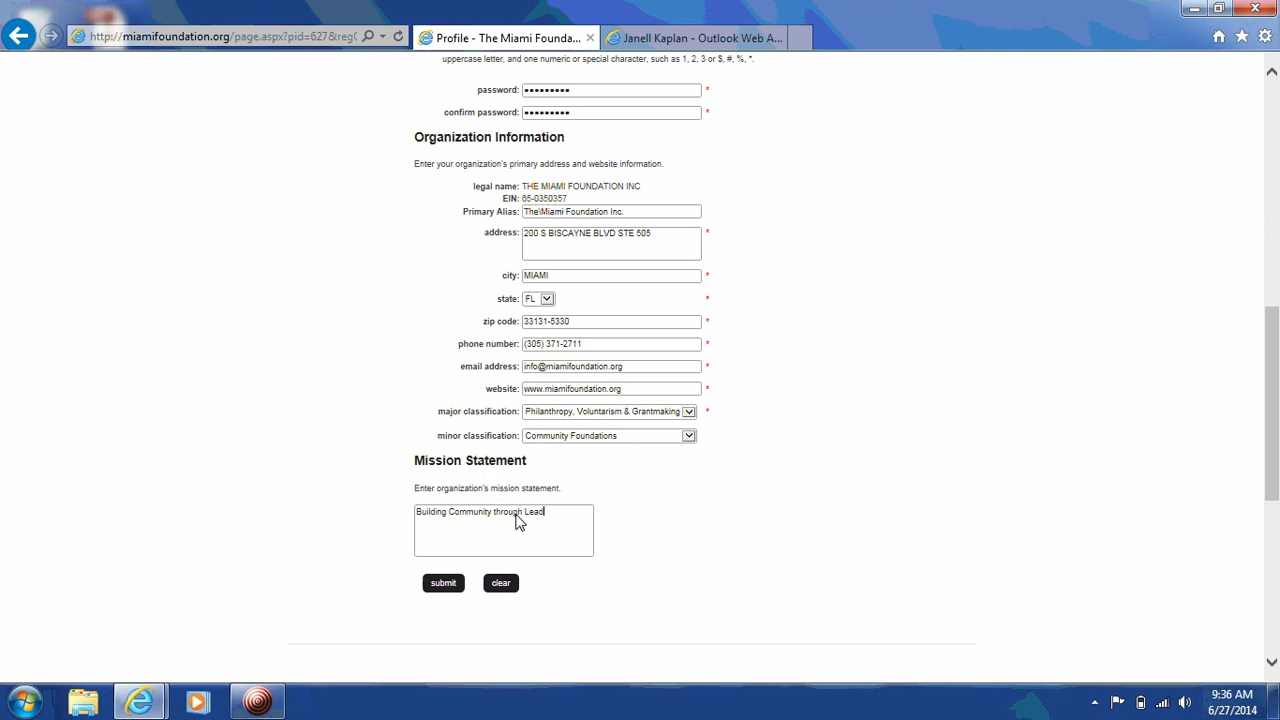 http://miamifoundation.org/page.aspx?pid=627&reg(
Profile - The Miami Founda...
Janell Kaplan - Outlook Web A...
uppercase letter, and one numeric or special character, such as 1, 2, 3 or $, #, %, *.
password: ●●●●●●●●● *
confirm password: ●●●●●●●●● *
Organization Information
Enter your organization's primary address and website information.
legal name: THE MIAMI FOUNDATION INC
EIN: 65-0350357
Primary Alias: The\Miami Foundation Inc.
address: 200 S BISCAYNE BLVD STE 505 *
city: MIAMI *
state: FL *
zip code: 33131-5330 *
phone number: (305) 371-2711 *
email address: info@miamifoundation.org *
website: www.miamifoundation.org *
major classification: Philanthropy, Voluntarism & Grantmaking *
minor classification: Community Foundations
Mission Statement
Enter organization's mission statement.
Building Community through Lead
submit clear
9:36 AM
6/27/2014